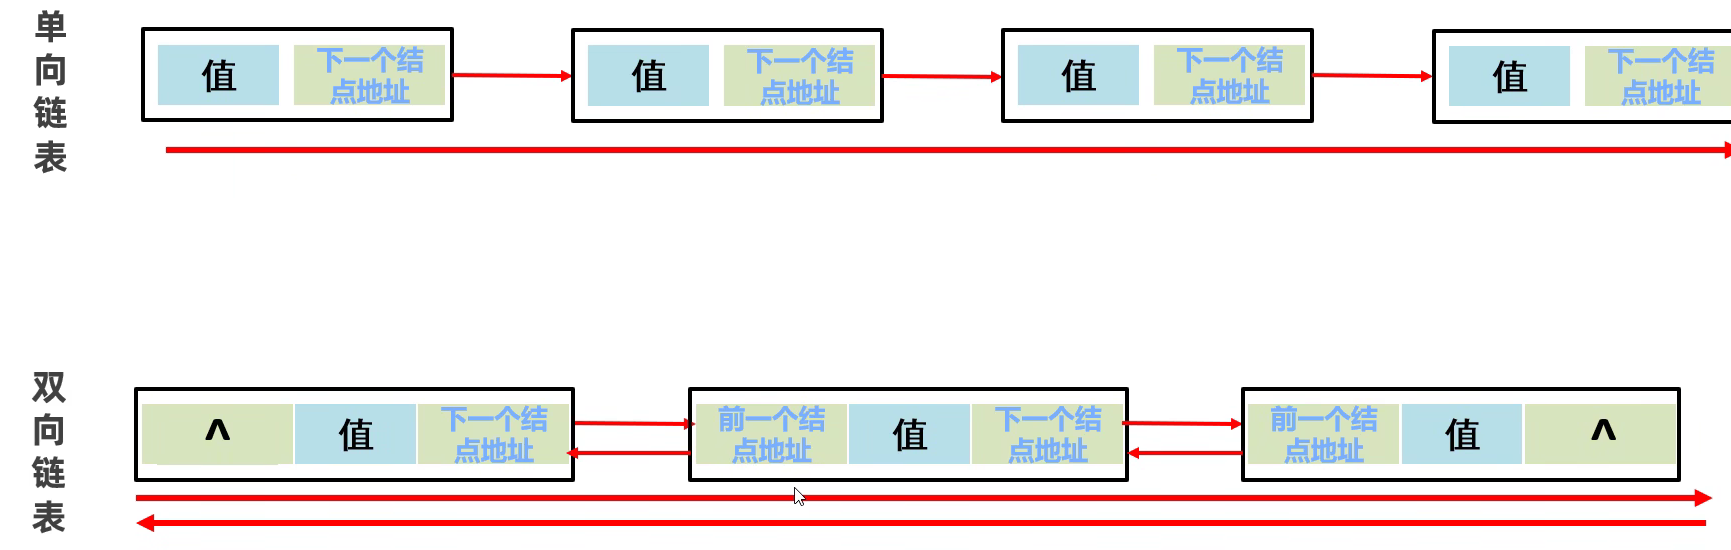 单向链表
值
下一个结
点地址
值
下一个结
点地址
值
下一个结
点地址
值
下一个结
点地址
双向链表
^
值
下一个结
点地址
前一个结
点地址
值
下一个结
点地址
前一个结
点地址
值
^